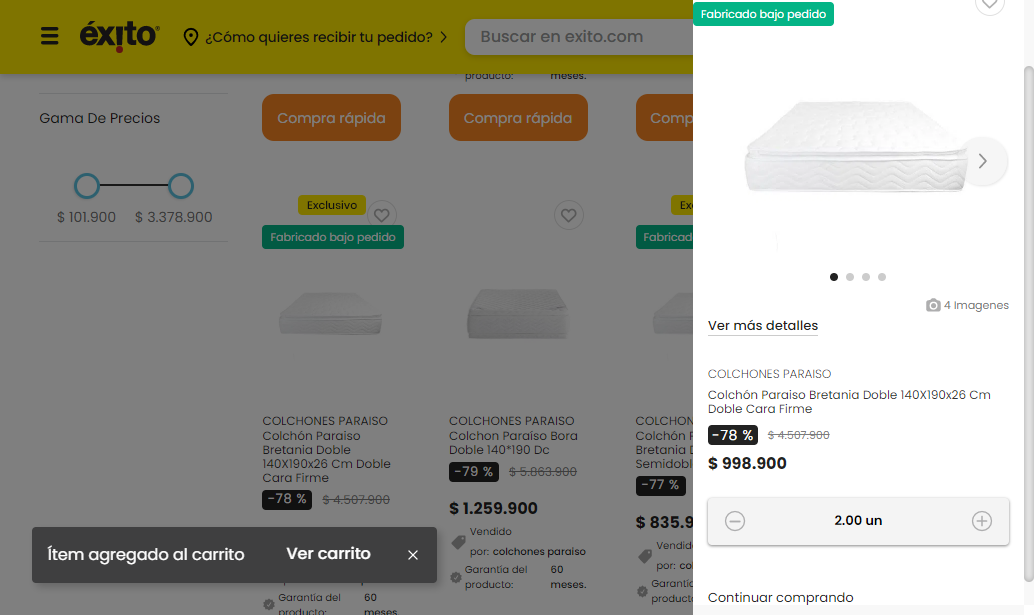 éxito
¿Cómo quieres recibir tu pedido?
Buscar en exito.com
producto:
meses.
Gama De Precios
$ 101.900
$ 3.378.900
Compra rápida
Compra rápida
Comp
Exclusivo
Fabricado bajo pedido
COLCHONES PARAISO
Colchón Paraiso
Bretania Doble
140X190x26 Cm Doble
Cara Firme
-78 %
$ 4.507.900
Garantía del
producto:
60
meses.
COLCHONES PARAISO
Colchon Paraiso Bora
Doble 140*190 Dc
-79 %
$ 5.863.900
$ 1.259.900
Vendido
por: colchones paraiso
Garantía del
producto:
60
meses.
Ex
Fabricad
COLCHON
Colchón P
Bretania D
Semidobl
-77 %
$ 835.9
Vendido
por: co
Garantía
producto
Ítem agregado al carrito
Ver carrito
Fabricado bajo pedido
4 Imagenes
Ver más detalles
COLCHONES PARAISO
Colchón Paraiso Bretania Doble 140X190x26 Cm
Doble Cara Firme
-78 %
$ 4.507.900
$ 998.900
2.00 un
Continuar comprando